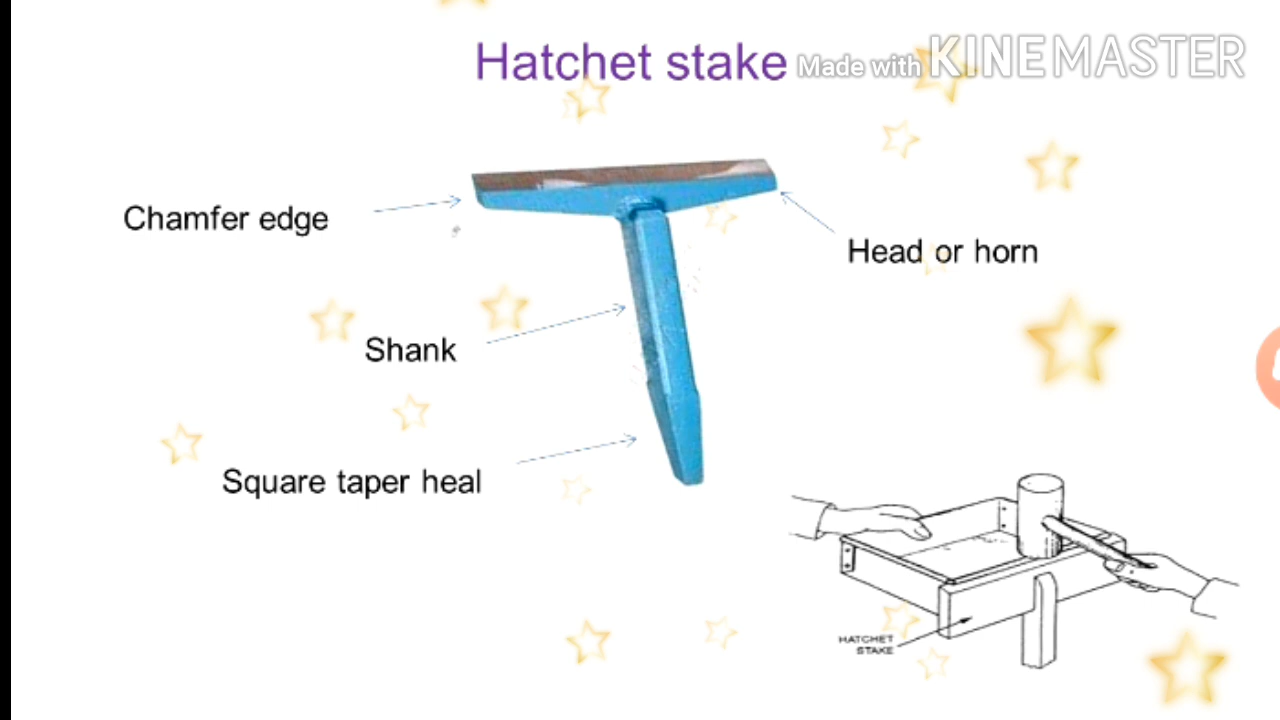 Hatchet stake
Made with KINEMASTER
Chamfer edge
Head or horn
Shank
Square taper heal
HATCHET
STAKE